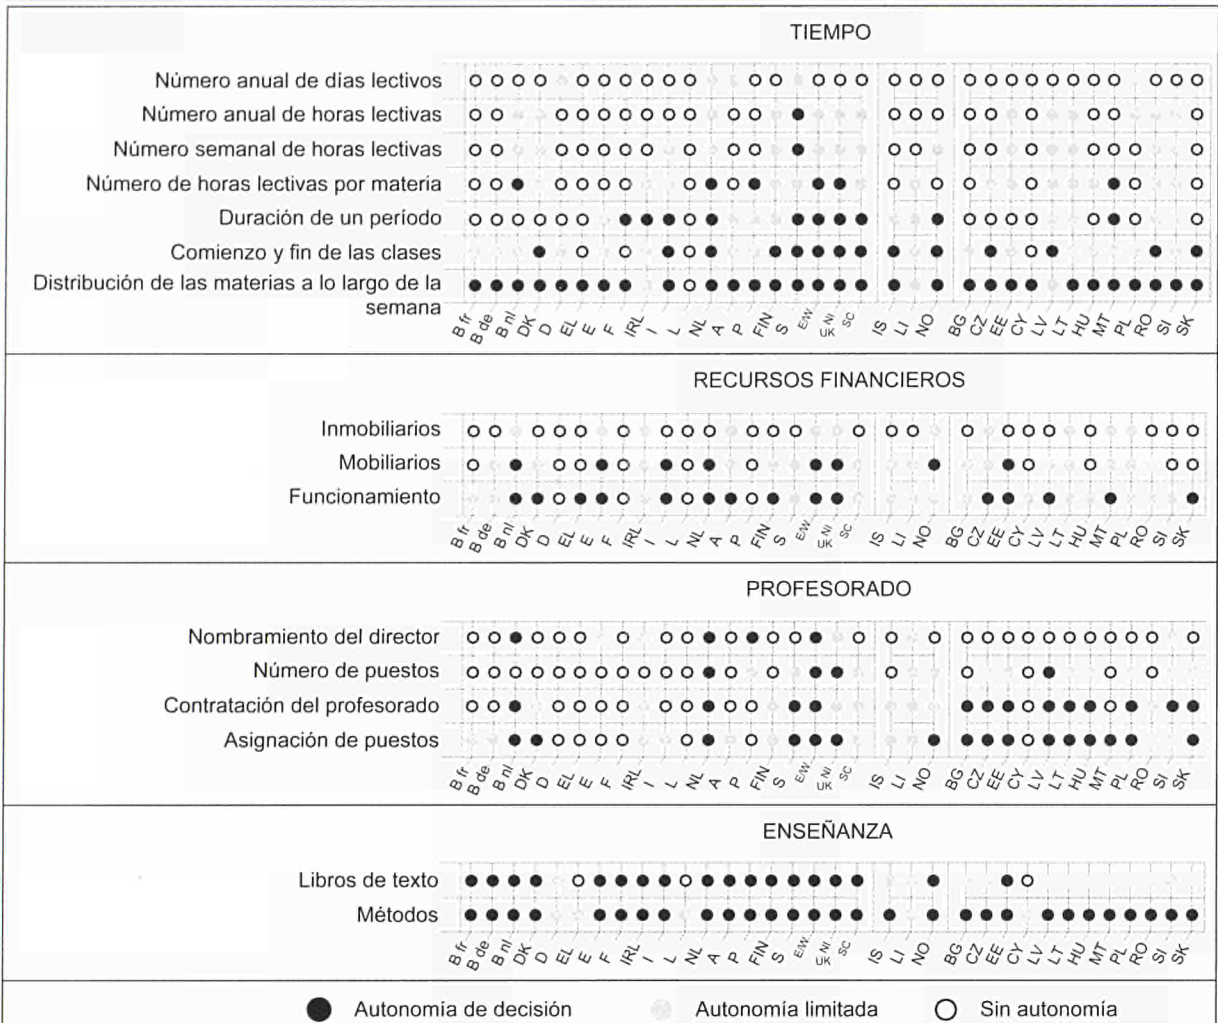 TIEMPO
Número anual de días lectivos
Número anual de horas lectivas
Número semanal de horas lectivas
Número de horas lectivas por materia
Duración de un período
Comienzo y fin de las clases
Distribución de las materias a lo largo de la
semana
B fr B de B nl DK D EL E F IRL I L NL A P FIN S E/W UK NI SC IS LI NO BG CZ EE CY LV LT HU MT PL RO SI SK
RECURSOS FINANCIEROS
Inmobiliarios
Mobiliarios
Funcionamiento
B fr B de B nl DK D EL E F IRL I L NL A P FIN S E/W UK NI SC IS LI NO BG CZ EE CY LV LT HU MT PL RO SI SK
PROFESORADO
Nombramiento del director
Número de puestos
Contratación del profesorado
Asignación de puestos
B fr B de B nl DK D EL E F IRL I L NL A P FIN S E/W UK NI SC IS LI NO BG CZ EE CY LV LT HU MT PL RO SI SK
ENSEÑANZA
Libros de texto
Métodos
B fr B de B nl DK D EL E F IRL I L NL A P FIN S E/W UK NI SC IS LI NO BG CZ EE CY LV LT HU MT PL RO SI SK
Autonomía de decisión Autonomía limitada Sin autonomía